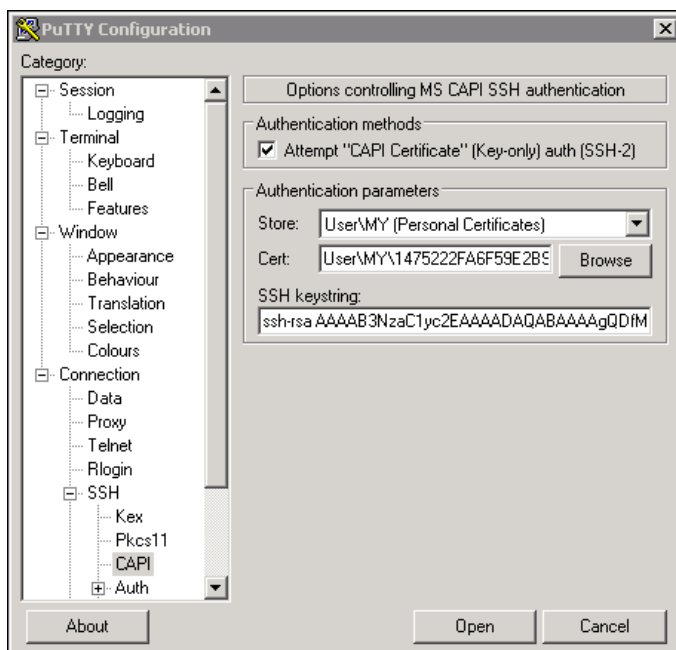 PuTTY Configuration
Category:
Session
Logging
Terminal
Keyboard
Bell
Features
Window
Appearance
Behaviour
Translation
Selection
Colours
Connection
Data
Proxy
Telnet
Rlogin
SSH
Kex
Pkcs11
CAPI
Auth
Options controlling MS CAPI SSH authentication
Authentication methods
Attempt "CAPI Certificate" (Key-only) auth (SSH-2)
Authentication parameters
Store: User\MY (Personal Certificates)
Cert: User\MY\1475222FA6F59E2B9 Browse
SSH keystring:
ssh-rsa AAAAB3NzaC1yc2EAAAADAQABAAAAgQDfM
About Open Cancel